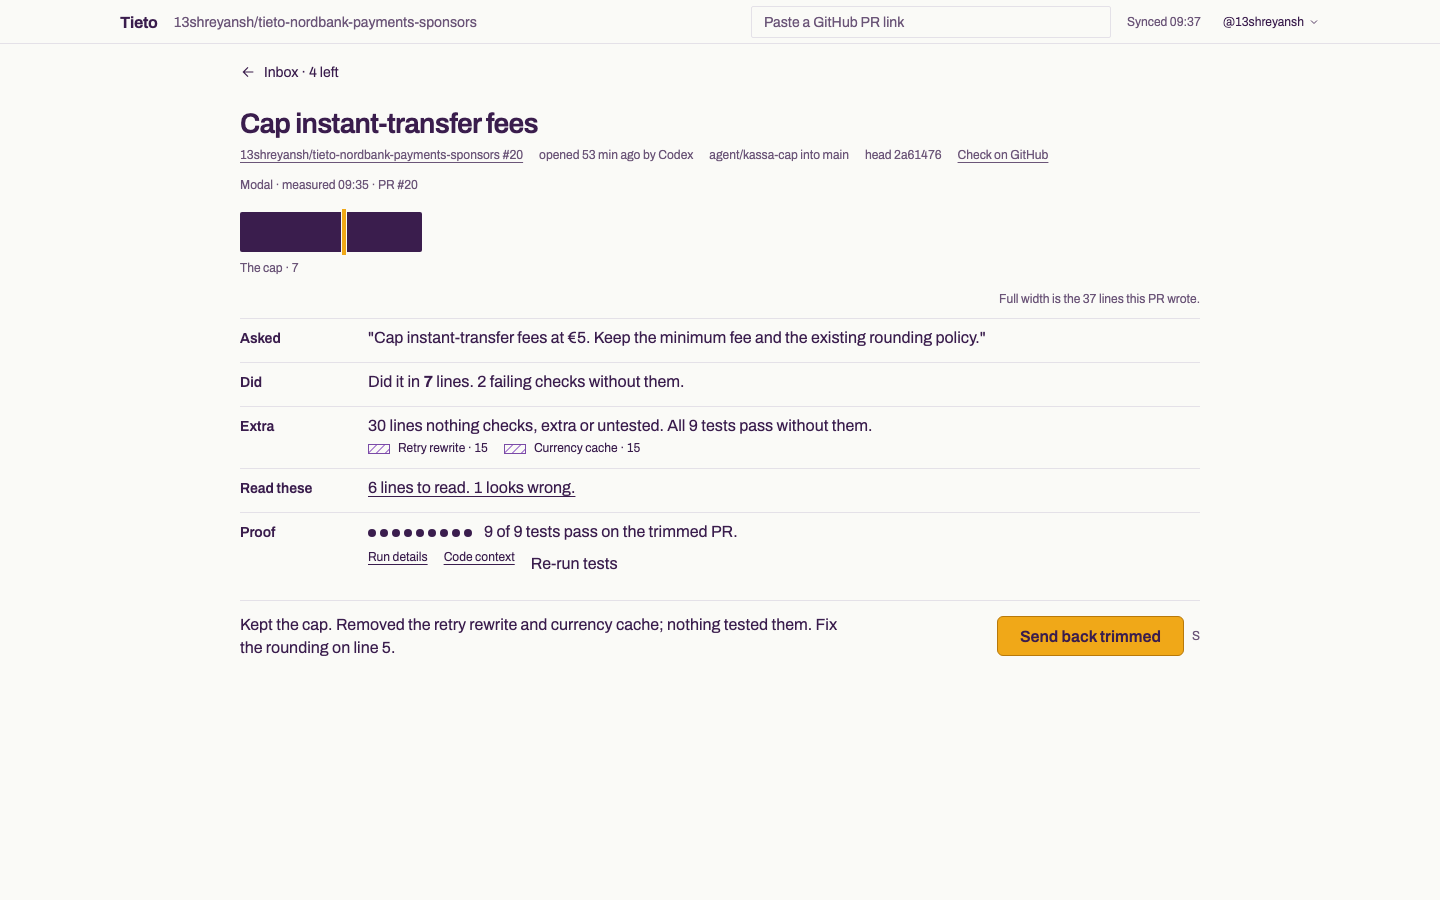 Tieto
13shreyansh/tieto-nordbank-payments-sponsors
Paste a GitHub PR link
Synced 09:37
@13shreyansh
Inbox · 4 left
Cap instant-transfer fees
13shreyansh/tieto-nordbank-payments-sponsors #20 opened 53 min ago by Codex agent/kassa-cap into main head 2a61476 Check on GitHub
Modal · measured 09:35 · PR #20
The cap · 7
Full width is the 37 lines this PR wrote.
Asked "Cap instant-transfer fees at €5. Keep the minimum fee and the existing rounding policy."
Did Did it in 7 lines. 2 failing checks without them.
Extra 30 lines nothing checks, extra or untested. All 9 tests pass without them.
Retry rewrite · 15 Currency cache · 15
Read these 6 lines to read. 1 looks wrong.
Proof 9 of 9 tests pass on the trimmed PR.
Run details Code context Re-run tests
Kept the cap. Removed the retry rewrite and currency cache; nothing tested them. Fix
the rounding on line 5.
Send back trimmed S